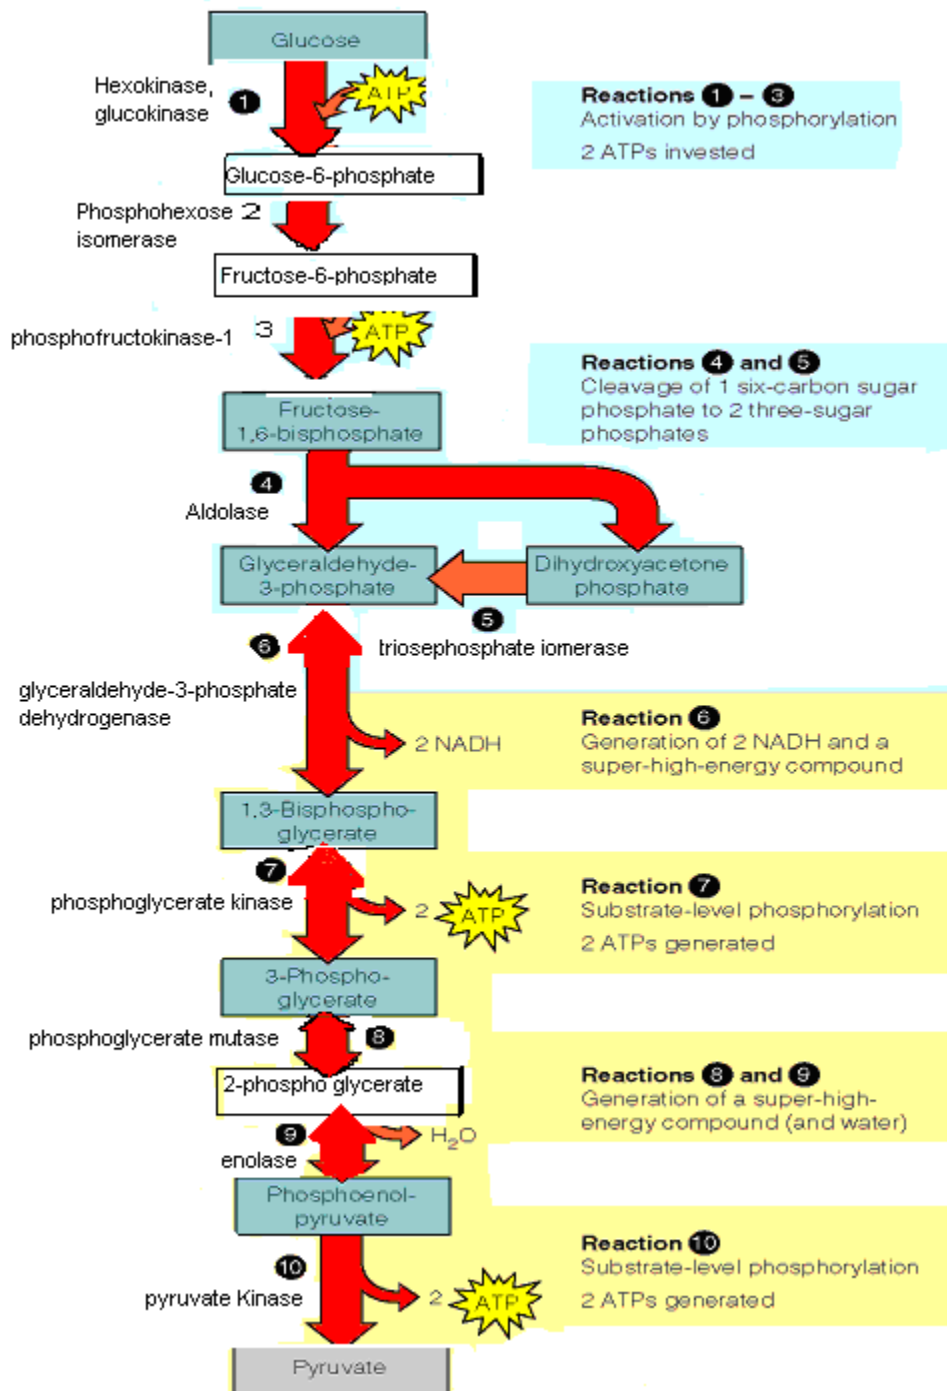 Glucose
Hexokinase,
glucokinase
1
ATP
Reactions 1 – 3
Activation by phosphorylation
2 ATPs invested
Glucose-6-phosphate
Phosphohexose 2
isomerase
Fructose-6-phosphate
phosphofructokinase-1
3
ATP
Reactions 4 and 5
Cleavage of 1 six-carbon sugar
phosphate to 2 three-sugar
phosphates
Fructose-
1,6-bisphosphate
4
Aldolase
Glyceraldehyde-
3-phosphate
Dihydroxyacetone
phosphate
5
triosephosphate iomerase
6
glyceraldehyde-3-phosphate
dehydrogenase
2 NADH
Reaction 6
Generation of 2 NADH and a
super-high-energy compound
1,3-Bisphospho-
glycerate
7
phosphoglycerate kinase
2 ATP
Reaction 7
Substrate-level phosphorylation
2 ATPs generated
3-Phospho-
glycerate
phosphoglycerate mutase
8
2-phospho glycerate
Reactions 8 and 9
Generation of a super-high-
energy compound (and water)
9
enolase
H₂O
Phosphoenol-
pyruvate
10
pyruvate Kinase
2 ATP
Reaction 10
Substrate-level phosphorylation
2 ATPs generated
Pyruvate